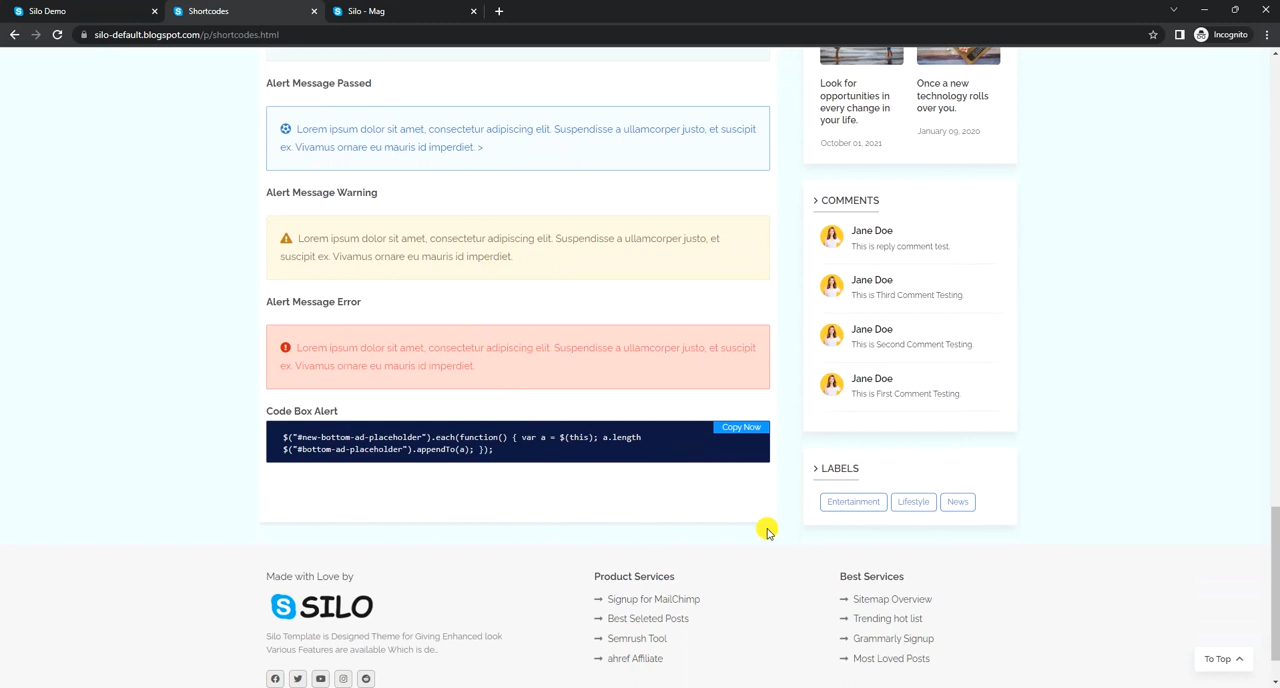 Silo Demo
Shortcodes
Silo - Mag
silo-default.blogspot.com/p/shortcodes.html
Incognito
Alert Message Passed
Lorem ipsum dolor sit amet, consectetur adipiscing elit. Suspendisse a ullamcorper justo, et suscipit
ex. Vivamus ornare eu mauris id imperdiet. >
Alert Message Warning
Lorem ipsum dolor sit amet, consectetur adipiscing elit. Suspendisse a ullamcorper justo, et
suscipit ex. Vivamus ornare eu mauris id imperdiet.
Alert Message Error
Lorem ipsum dolor sit amet, consectetur adipiscing elit. Suspendisse a ullamcorper justo, et suscipit
ex. Vivamus ornare eu mauris id imperdiet.
Code Box Alert
Copy Now
$("#new-bottom-ad-placeholder").each(function() { var a = $(this); a.length
$("#bottom-ad-placeholder").appendTo(a); });
Look for
opportunities in
every change in
your life.
October 01, 2021
Once a new
technology rolls
over you.
January 09, 2020
COMMENTS
Jane Doe
This is reply comment test.
Jane Doe
This is Third Comment Testing.
Jane Doe
This is Second Comment Testing.
Jane Doe
This is First Comment Testing.
LABELS
Entertainment
Lifestyle
News
Made with Love by
SILO
Silo Template is Designed Theme for Giving Enhanced look
Various Features are available Which is de...
Product Services
Signup for MailChimp
Best Seleted Posts
Semrush Tool
ahref Affiliate
Best Services
Sitemap Overview
Trending hot list
Grammarly Signup
Most Loved Posts
To Top